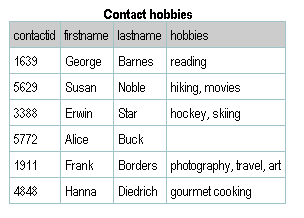 Contact hobbies
contactid firstname lastname hobbies
1639 George Barnes reading
5629 Susan Noble hiking, movies
3388 Erwin Star hockey, skiing
5772 Alice Buck
1911 Frank Borders photography, travel, art
4848 Hanna Diedrich gourmet cooking